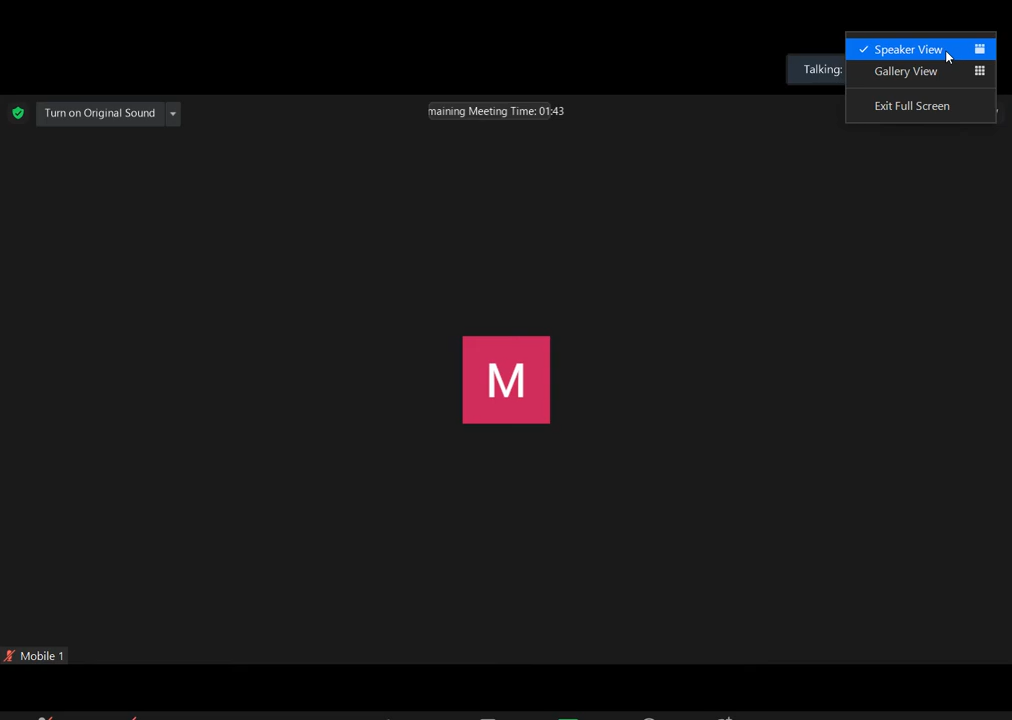 Speaker View
Talking:
Gallery View
Exit Full Screen
Turn on Original Sound
maining Meeting Time: 01:43
M
Mobile 1